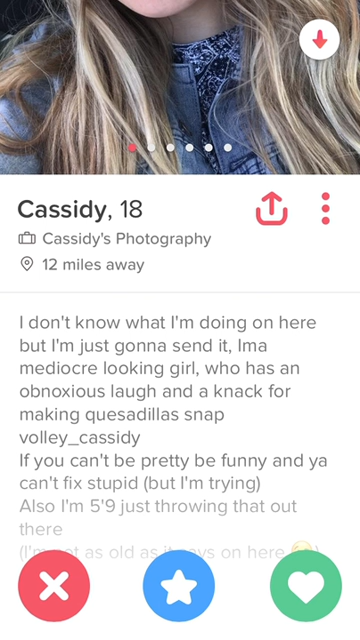 Cassidy, 18
Cassidy's Photography
12 miles away
I don't know what I'm doing on here
but I'm just gonna send it, Ima
mediocre looking girl, who has an
obnoxious laugh and a knack for
making quesadillas snap
volley_cassidy
If you can't be pretty be funny and ya
can't fix stupid (but I'm trying)
Also I'm 5'9 just throwing that out
there
(I'm not as old as it says on here 😅)